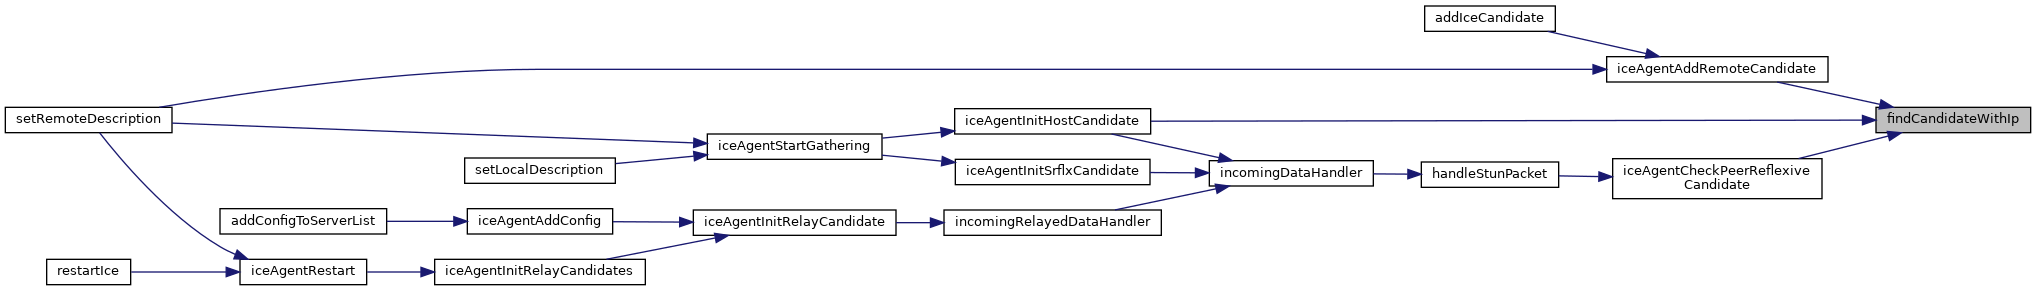 addIceCandidate
iceAgentAddRemoteCandidate
setRemoteDescription
iceAgentInitHostCandidate
findCandidateWithIp
iceAgentStartGathering
setLocalDescription
iceAgentInitSrflxCandidate
incomingDataHandler
handleStunPacket
iceAgentCheckPeerReflexive
Candidate
addConfigToServerList
iceAgentAddConfig
iceAgentInitRelayCandidate
incomingRelayedDataHandler
restartIce
iceAgentRestart
iceAgentInitRelayCandidates